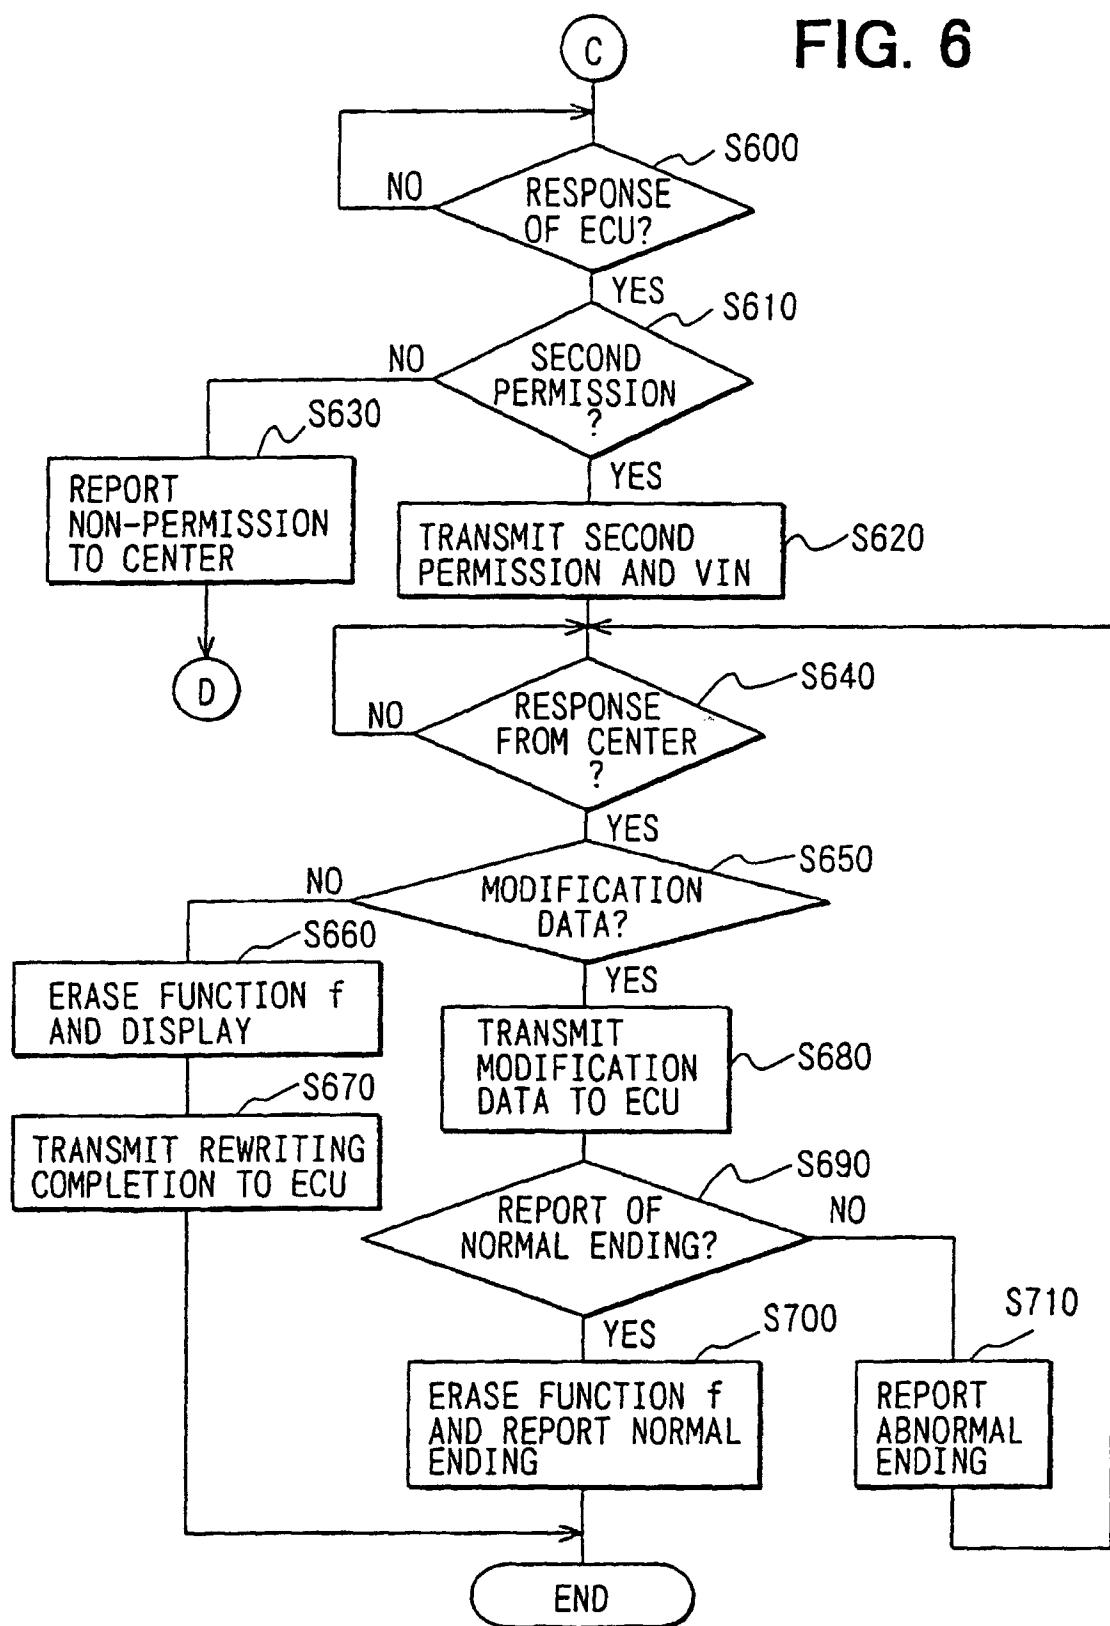 FIG. 6
C
S600
NO
RESPONSE
OF ECU?
YES
S610
NO
SECOND
PERMISSION
?
S630
YES
REPORT
NON-PERMISSION
TO CENTER
TRANSMIT SECOND
PERMISSION AND VIN
S620
D
S640
NO
RESPONSE
FROM CENTER
?
YES
S650
NO
MODIFICATION
DATA?
S660
YES
ERASE FUNCTION f
AND DISPLAY
TRANSMIT
MODIFICATION
DATA TO ECU
S680
S670
TRANSMIT REWRITING
COMPLETION TO ECU
S690
REPORT OF
NORMAL ENDING?
NO
YES
S700
S710
ERASE FUNCTION f
AND REPORT NORMAL
ENDING
REPORT
ABNORMAL
ENDING
END